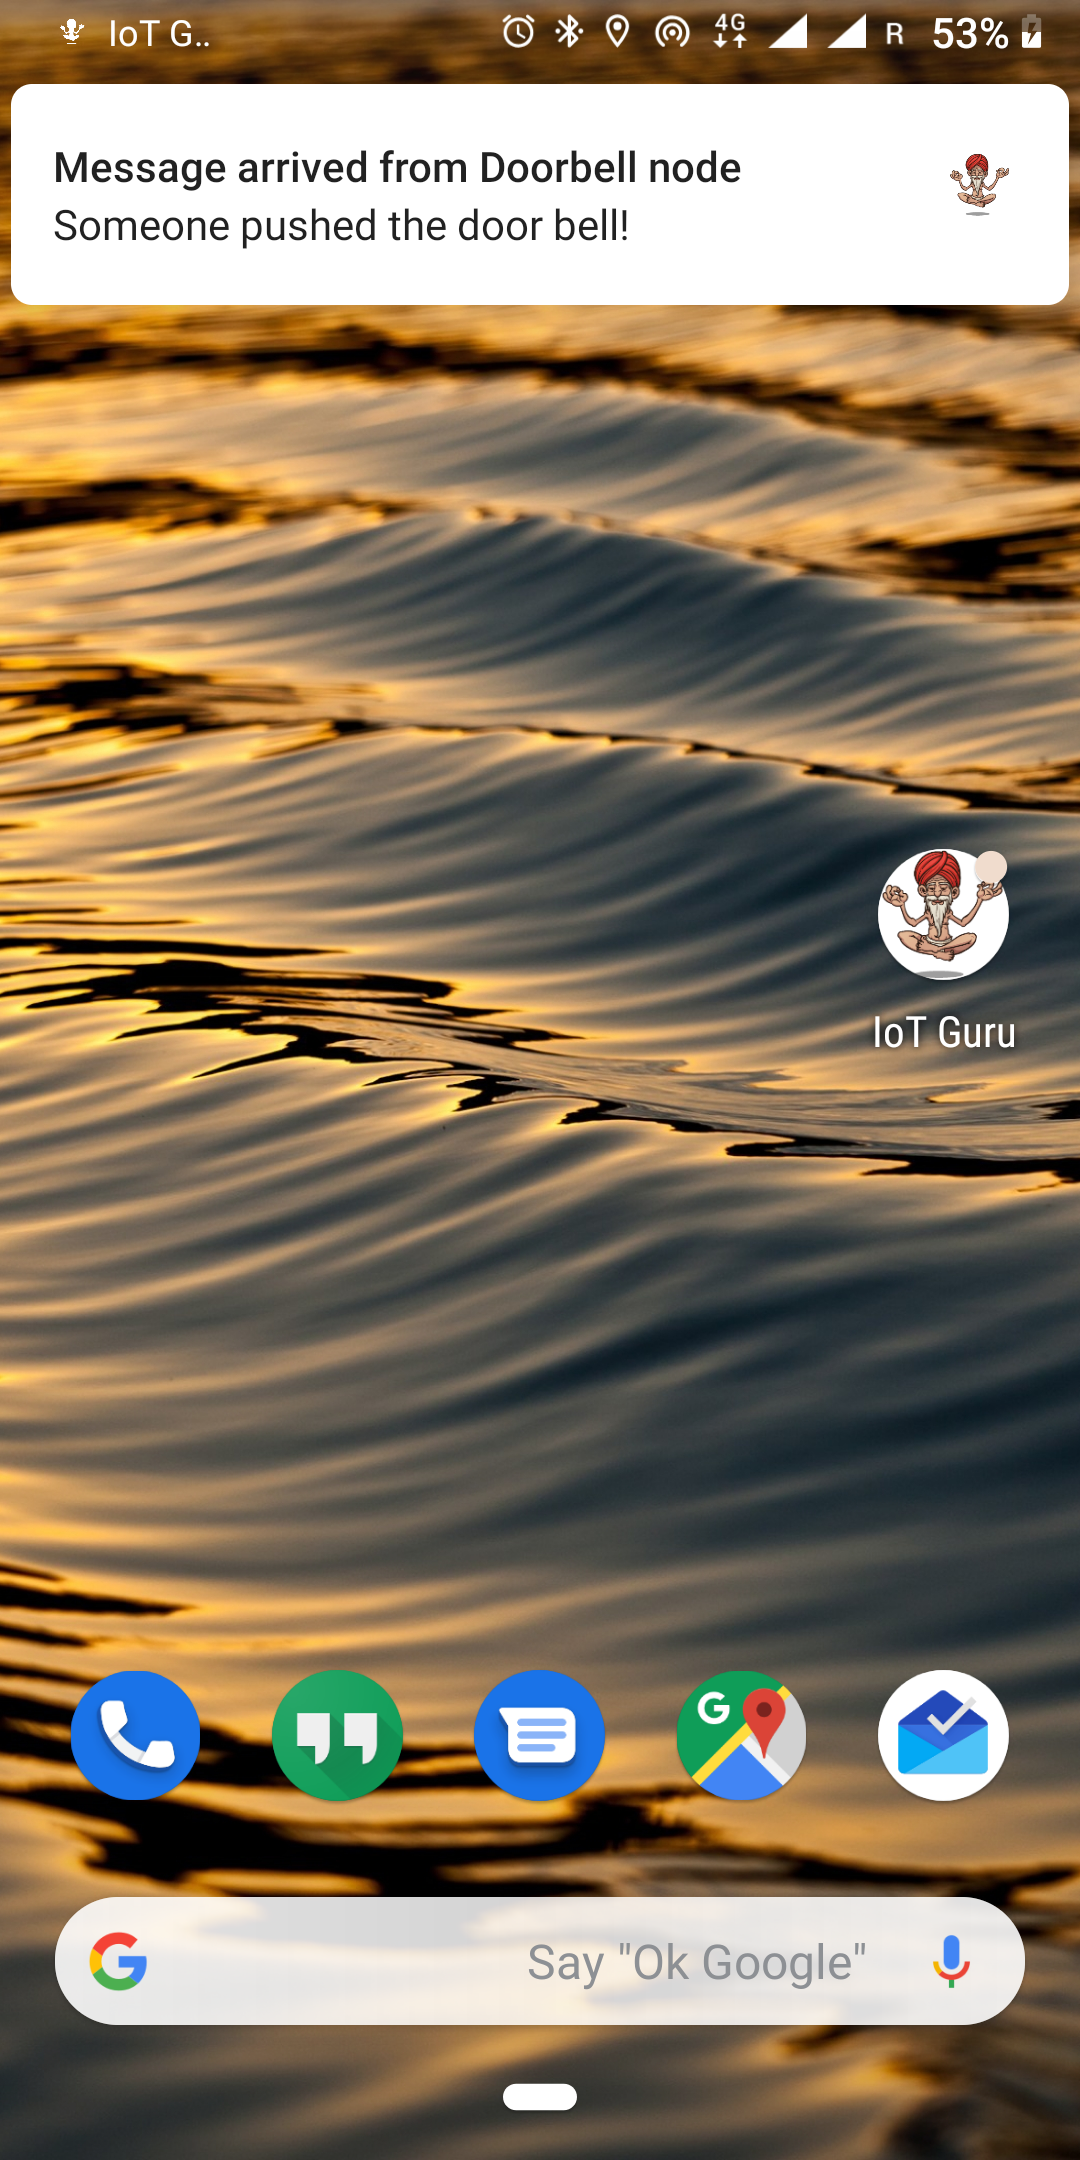 IoT G..
4G
R
53%
Message arrived from Doorbell node
Someone pushed the door bell!
IoT Guru
G
Say "Ok Google"